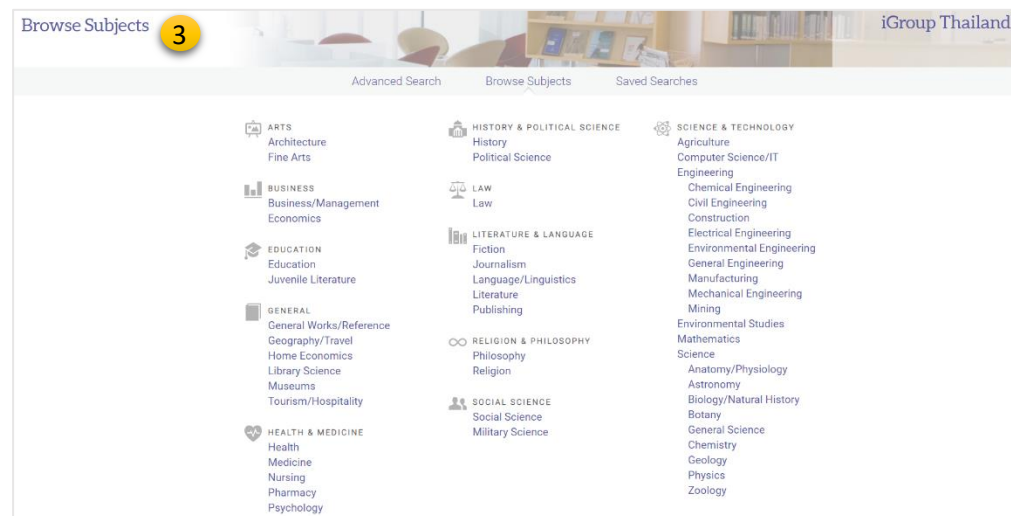 Browse Subjects
3
iGroup Thailand
Advanced Search Browse Subjects Saved Searches
ARTS
Architecture
Fine Arts
BUSINESS
Business/Management
Economics
EDUCATION
Education
Juvenile Literature
GENERAL
General Works/Reference
Geography/Travel
Home Economics
Library Science
Museums
Tourism/Hospitality
HEALTH & MEDICINE
Health
Medicine
Nursing
Pharmacy
Psychology
HISTORY & POLITICAL SCIENCE
History
Political Science
LAW
Law
LITERATURE & LANGUAGE
Fiction
Journalism
Language/Linguistics
Literature
Publishing
RELIGION & PHILOSOPHY
Philosophy
Religion
SOCIAL SCIENCE
Social Science
Military Science
SCIENCE & TECHNOLOGY
Agriculture
Computer Science/IT
Engineering
Chemical Engineering
Civil Engineering
Construction
Electrical Engineering
Environmental Engineering
General Engineering
Manufacturing
Mechanical Engineering
Mining
Environmental Studies
Mathematics
Science
Anatomy/Physiology
Astronomy
Biology/Natural History
Botany
General Science
Chemistry
Geology
Physics
Zoology